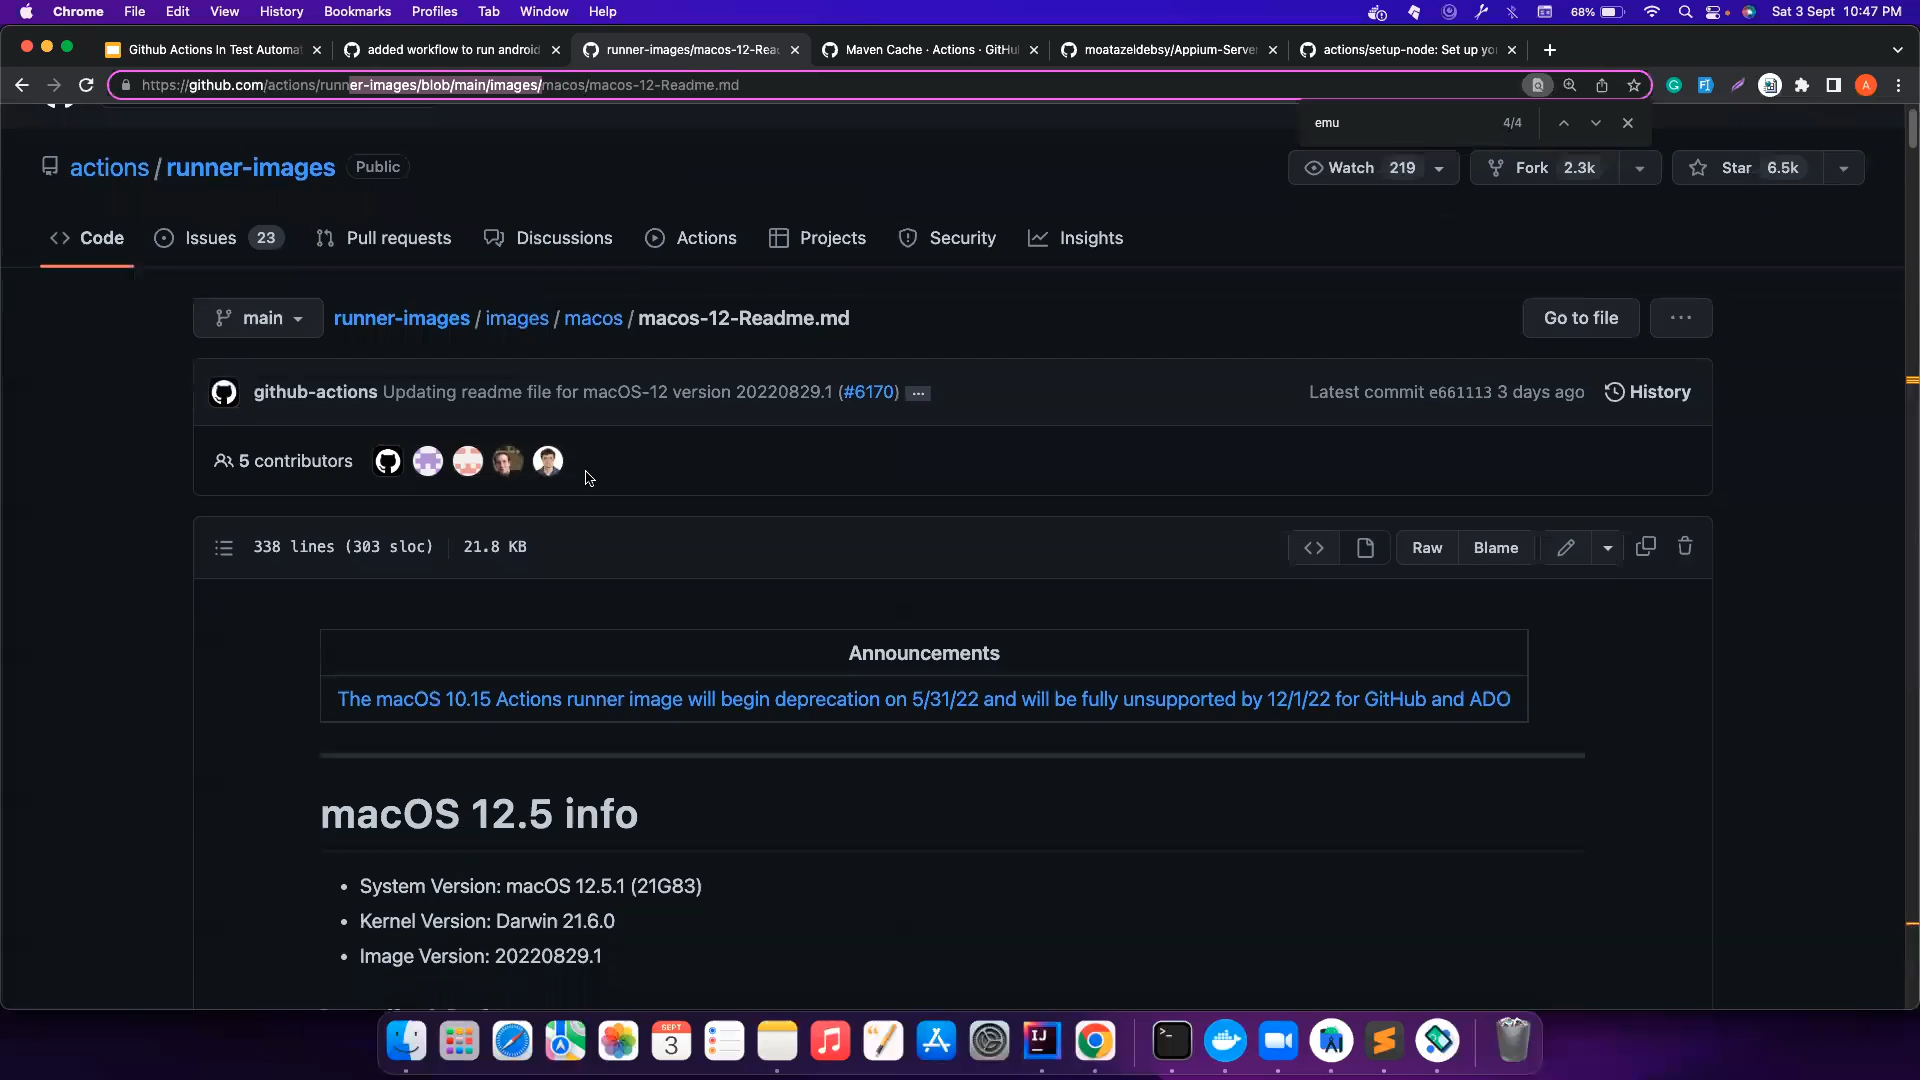 Chrome File Edit View History Bookmarks Profiles Tab Window Help 68% Sat 3 Sept 10:47 PM
Github Actions In Test Automat added workflow to run android runner-images/macos-12-Rea Maven Cache · Actions · GitHu moatazeldebsy/Appium-Server actions/setup-node: Set up yo
https://github.com/actions/runner-images/blob/main/images/macos/macos-12-Readme.md A
emu 4/4
actions / runner-images Public Watch 219 Fork 2.3k Star 6.5k
Code Issues 23 Pull requests Discussions Actions Projects Security Insights
main runner-images / images / macos / macos-12-Readme.md Go to file ...
github-actions Updating readme file for macOS-12 version 20220829.1 (#6170) ... Latest commit e661113 3 days ago History
5 contributors
338 lines (303 sloc) 21.8 KB Raw Blame
Announcements
The macOS 10.15 Actions runner image will begin deprecation on 5/31/22 and will be fully unsupported by 12/1/22 for GitHub and ADO
macOS 12.5 info
• System Version: macOS 12.5.1 (21G83)
• Kernel Version: Darwin 21.6.0
• Image Version: 20220829.1
SEPT
3
IJ